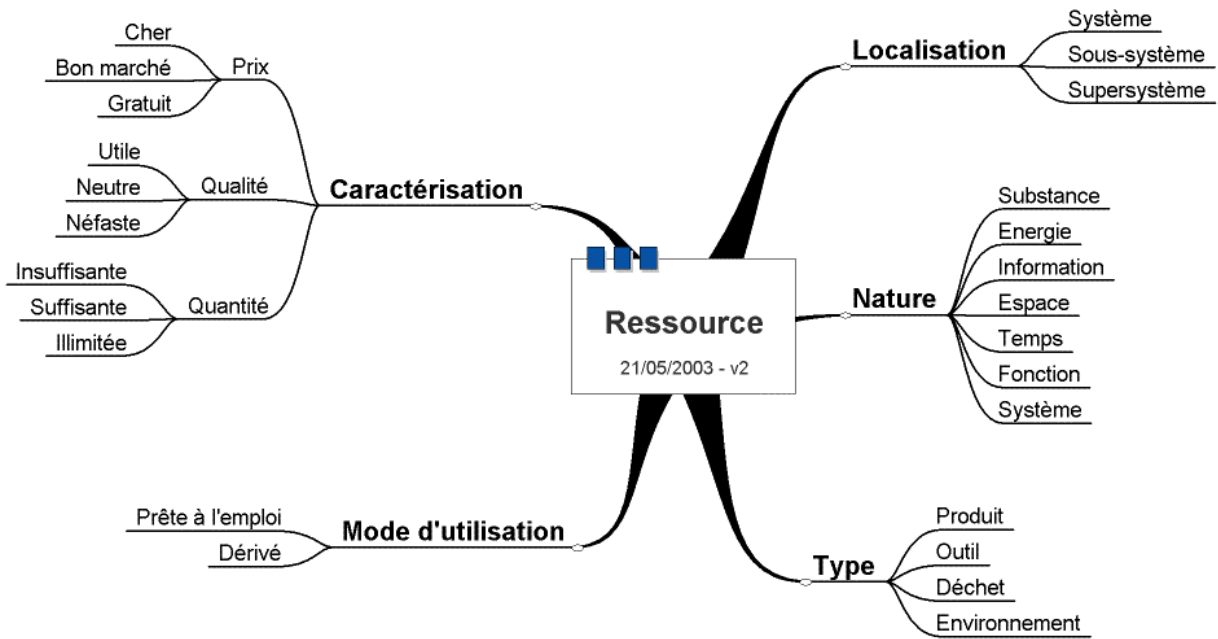 Ressource
21/05/2003 - v2
Caractérisation
Prix
Cher
Bon marché
Gratuit
Qualité
Utile
Neutre
Néfaste
Quantité
Insuffisante
Suffisante
Illimitée
Mode d'utilisation
Prête à l'emploi
Dérivé
Localisation
Système
Sous-système
Supersystème
Nature
Substance
Energie
Information
Espace
Temps
Fonction
Système
Type
Produit
Outil
Déchet
Environnement